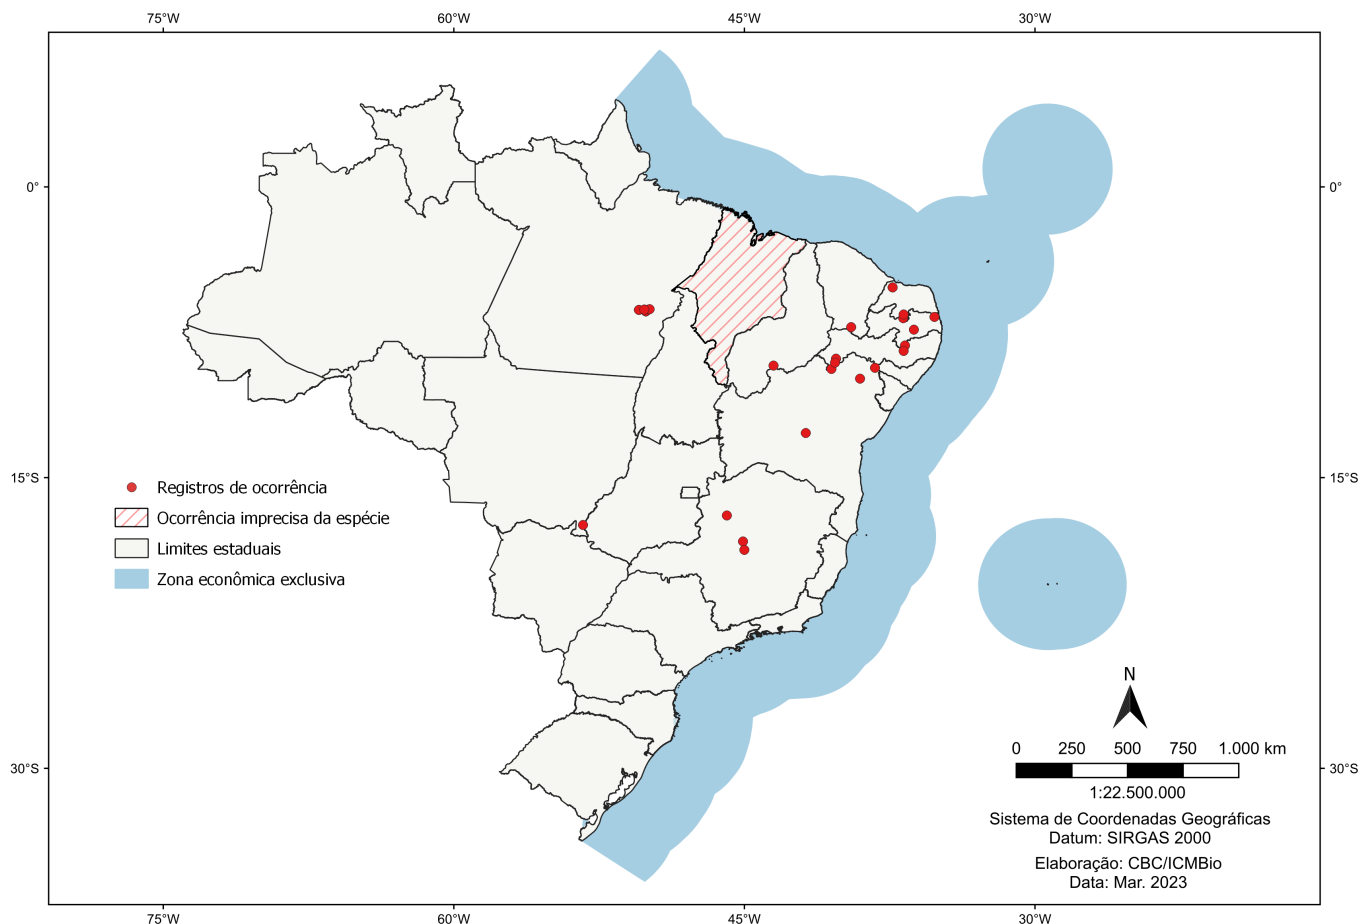 75°W 60°W 45°W 30°W
0° 0°
15°S 15°S
Registros de ocorrência
Ocorrência imprecisa da espécie
Limites estaduais
Zona econômica exclusiva
N
0 250 500 750 1.000 km
30°S 30°S
1:22.500.000
Sistema de Coordenadas Geográficas
Datum: SIRGAS 2000
Elaboração: CBC/ICMBio
Data: Mar. 2023
75°W 60°W 45°W 30°W